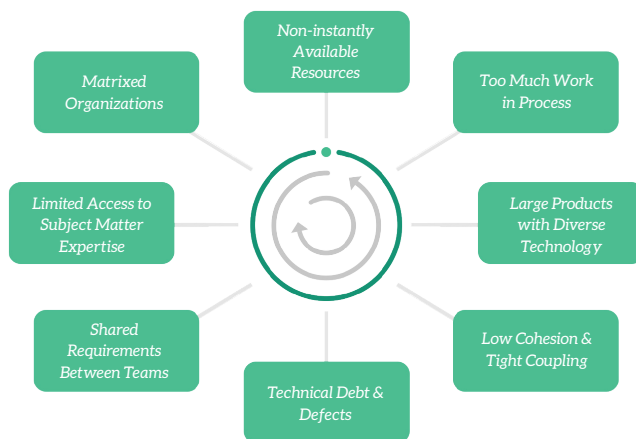 Non-instantly
Available
Resources
Matrixed
Organizations
Too Much Work
in Process
Limited Access to
Subject Matter
Expertise
Large Products
with Diverse
Technology
Shared
Requirements
Between Teams
Low Cohesion &
Tight Coupling
Technical Debt &
Defects